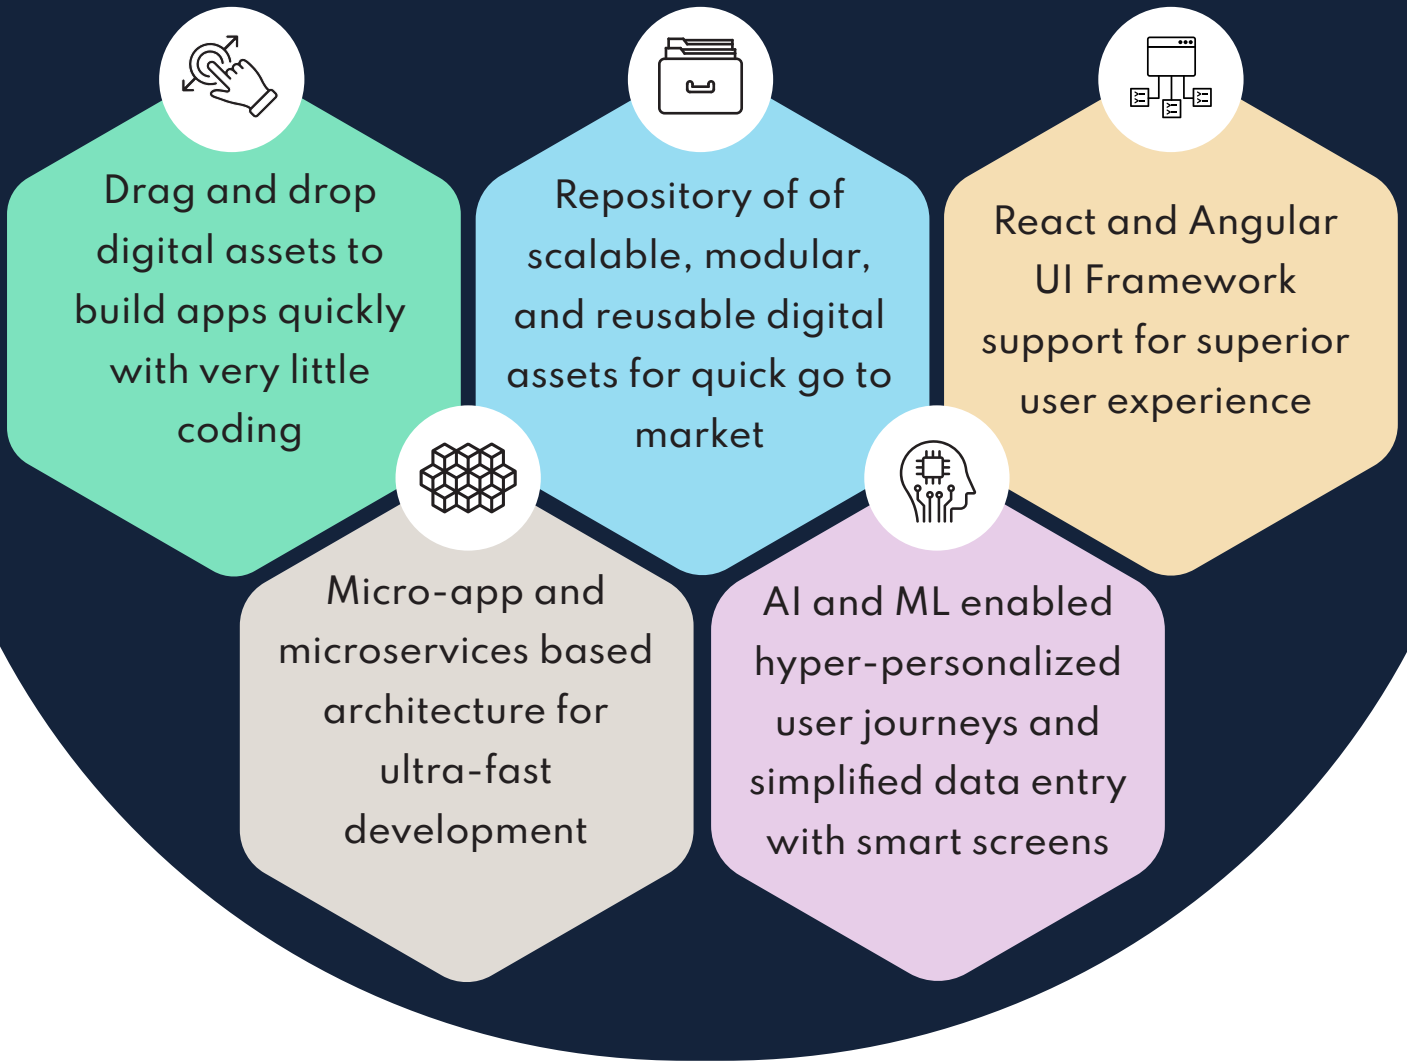 Drag and drop
digital assets to
build apps quickly
with very little
coding
Repository of of
scalable, modular,
and reusable digital
assets for quick go to
market
React and Angular
UI Framework
support for superior
user experience
Micro-app and
microservices based
architecture for
ultra-fast
development
AI and ML enabled
hyper-personalized
user journeys and
simplified data entry
with smart screens